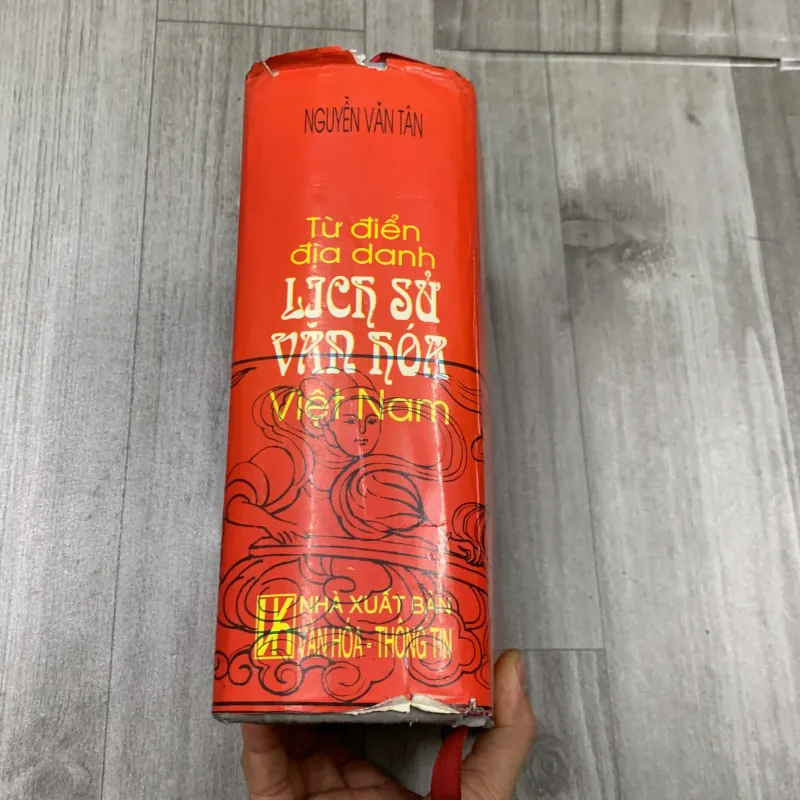 NGUYỄN VĂN TÂN
Từ điển
địa danh
LỊCH SỬ
VĂN HÓA
Việt Nam
NHÀ XUẤT BẢN
VĂN HÓA - THÔNG TIN